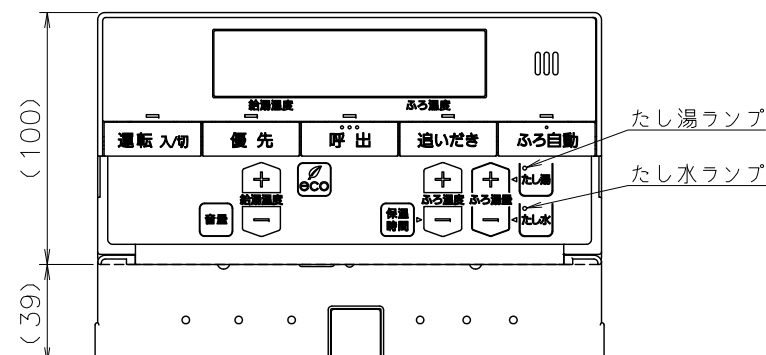 給湯温度 ふろ温度
たし湯ランプ
運転 入/切 優先 呼出 追いだき ふろ自動
(100)
たし水ランプ
+ eco + + たし湯
給湯温度 ふろ温度 ふろ湯量
音量 − 保温時間 − − たし水
(39)